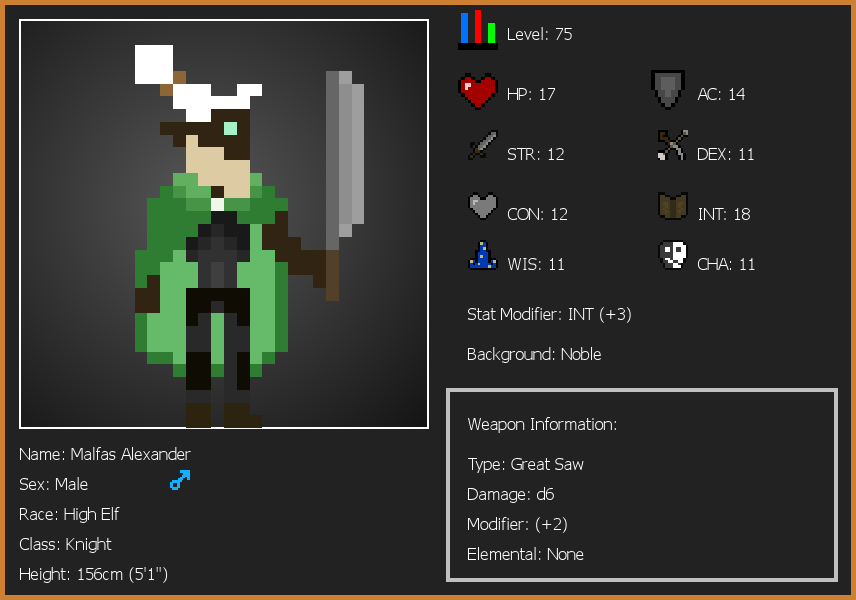 Level: 75
HP: 17
AC: 14
STR: 12
DEX: 11
CON: 12
INT: 18
WIS: 11
CHA: 11
Stat Modifier: INT (+3)
Background: Noble
Weapon Information:
Type: Great Saw
Damage: d6
Modifier: (+2)
Elemental: None
Name: Malfas Alexander
Sex: Male
Race: High Elf
Class: Knight
Height: 156cm (5'1")